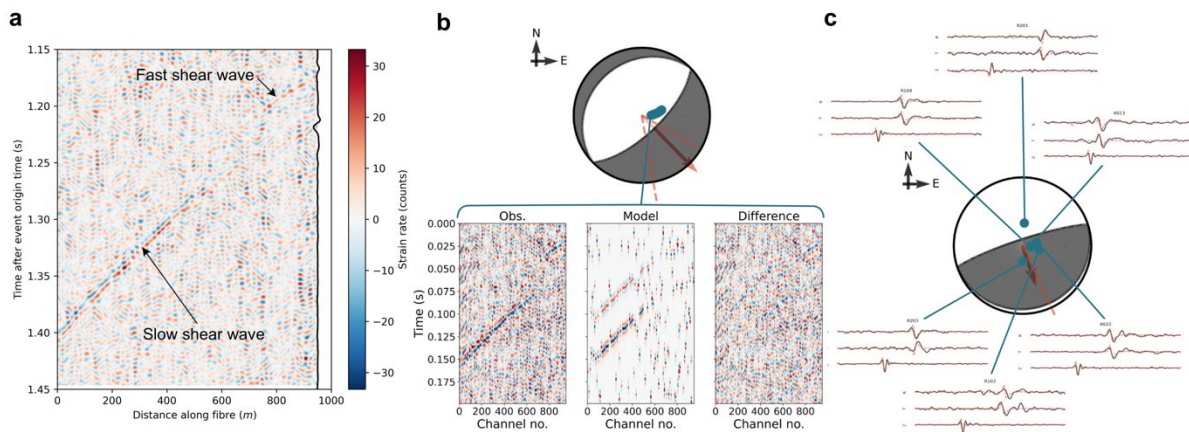 a
1.15
1.20
1.25
1.30
1.35
1.40
1.45
Time after event origin time (s)
Fast shear wave
Slow shear wave
0 200 400 600 800 1000
Distance along fibre (m)
30
20
10
0
−10
−20
−30
Strain rate (counts)
b
N
E
Obs. Model Difference
0.000
0.025
0.050
0.075
0.100
0.125
0.150
0.175
Time (s)
0 200 400 600 800 0 200 400 600 800 0 200 400 600 800
Channel no. Channel no. Channel no.
c
R201
R104
AS13
N
E
R203
AS22
R103